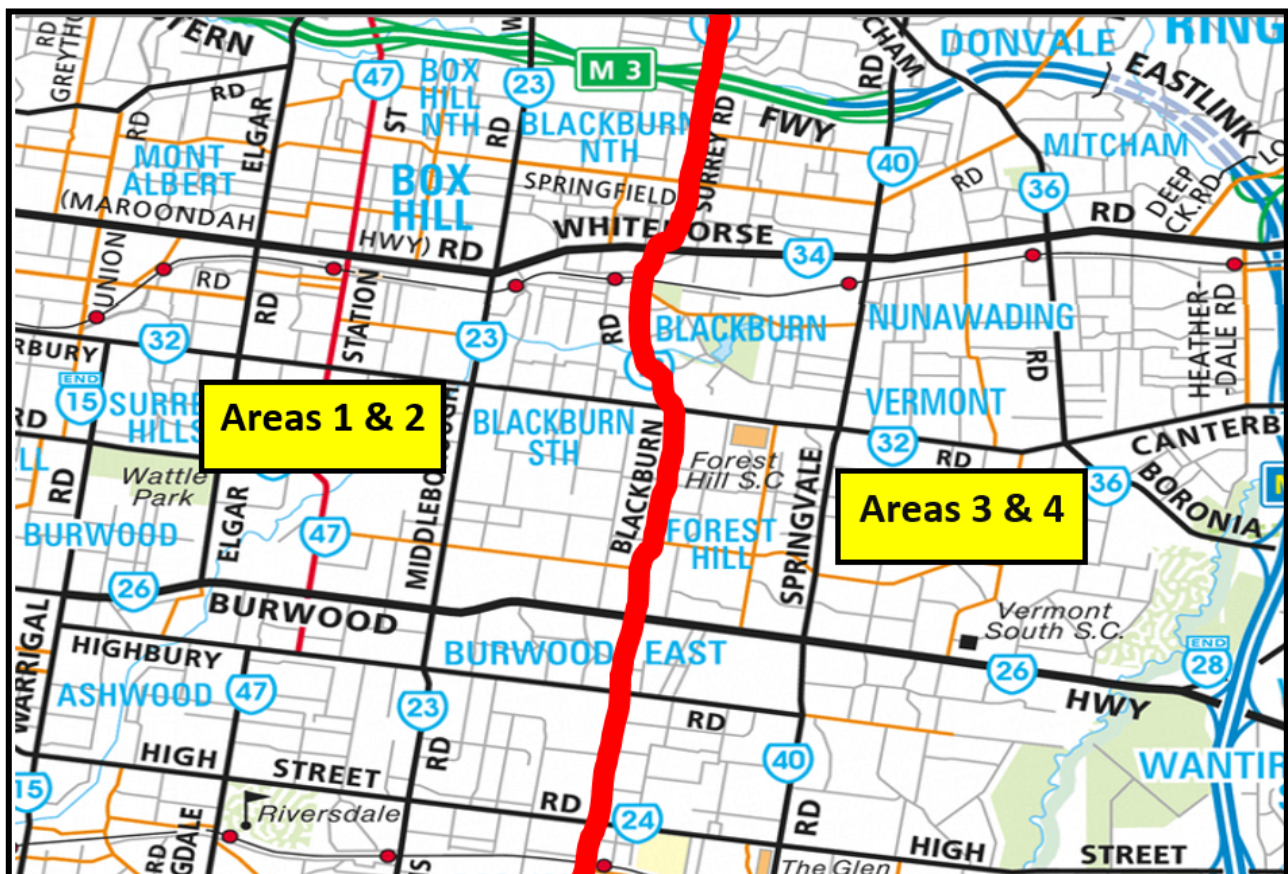 RD
GREYTHO
TERN
47
W
M 3
CHAM
DONVALE
RING
EASTLINK
BOX
HILL
NTH
23
BLACKBURN
NTH
SURREY RD
FWY
RD
ELGAR
RD
ST
RD
40
MITCHAM
MONT
ALBERT
BOX
HILL
SPRINGFIELD
RD
36
RD
DEEP
CK.RD
LO
(MAROONDAH
HWY)
RD
WHITEHORSE
34
UNION
RD
RD
STATION
23
RD
BLACKBURN
NUNAWADING
RD
HEATHER-
DALE RD
RBURY
32
END
15
SURRE
HILLS
Areas 1 & 2
BLACKBURN
STH
VERMONT
32
RD
CANTERB
BORONIA
36
M
RD
LL
RD
Wattle
Park
BURWOOD
ELGAR
47
MIDDLEBOROUGH
BLACKBURN
Forest
Hill S.C
FOREST
HILL
SPRINGVALE
Areas 3 & 4
26
BURWOOD
Vermont
South S.C.
END
28
HIGHBURY
BURWOOD EAST
26
HWY
WARRIGAL
ASHWOOD
47
23
RD
RD
40
WANTIR
HIGH
STREET
RD
24
RD
HIGH
STREET
15
Riversdale
RD
GDALE
The Glen